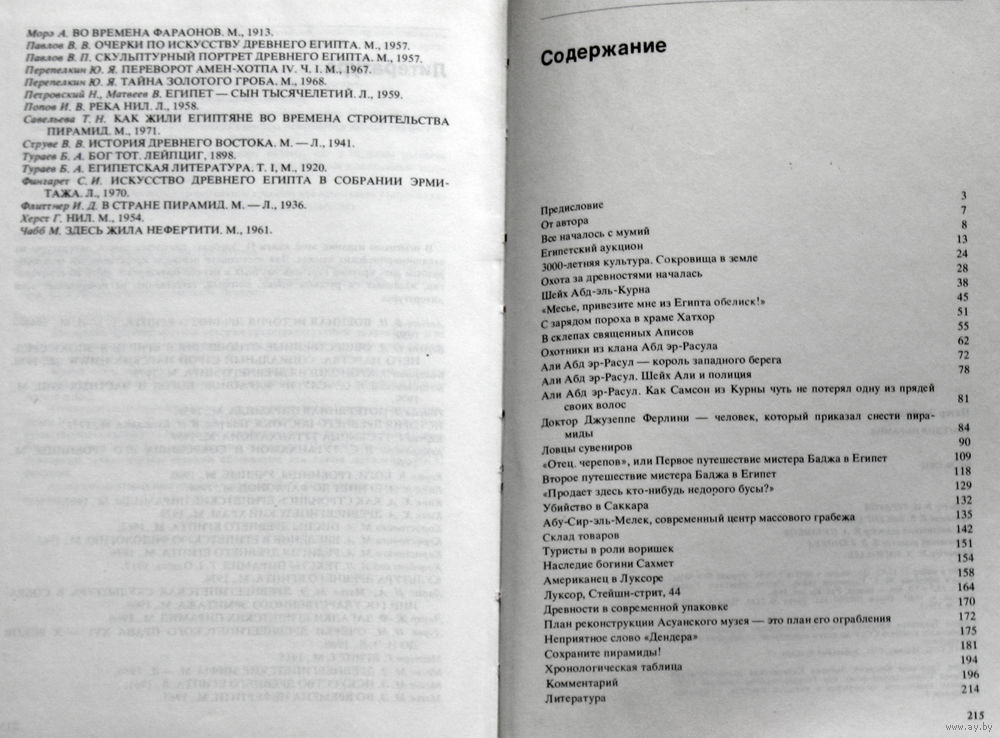 Морэ А. ВО ВРЕМЕНА ФАРАОНОВ. М., 1913.
Павлов В. В. ОЧЕРКИ ПО ИСКУССТВУ ДРЕВНЕГО ЕГИПТА. М., 1957.
Павлов В. П. СКУЛЬПТУРНЫЙ ПОРТРЕТ ДРЕВНЕГО ЕГИПТА. М., 1957.
Перепелкин Ю. Я. ПЕРЕВОРОТ АМЕН-ХОТПА IV. Ч. I. М., 1967.
Перепелкин Ю. Я. ТАЙНА ЗОЛОТОГО ГРОБА. М., 1968.
Петровский Н., Матвеев В. ЕГИПЕТ — СЫН ТЫСЯЧЕЛЕТИЙ. Л., 1959.
Попов И. В. РЕКА НИЛ. Л., 1958.
Савельева Т. Н. КАК ЖИЛИ ЕГИПТЯНЕ ВО ВРЕМЕНА СТРОИТЕЛЬСТВА
ПИРАМИД. М., 1971.
Струве В. В. ИСТОРИЯ ДРЕВНЕГО ВОСТОКА. М. — Л., 1941.
Тураев Б. А. БОГ ТОТ. ЛЕЙПЦИГ, 1898.
Тураев Б. А. ЕГИПЕТСКАЯ ЛИТЕРАТУРА. Т. I, М., 1920.
Фингарет С. И. ИСКУССТВО ДРЕВНЕГО ЕГИПТА В СОБРАНИИ ЭРМИ-
ТАЖА. Л., 1970.
Флиттнер И. Д. В СТРАНЕ ПИРАМИД. М. — Л., 1936.
Херст Г. НИЛ. М., 1954.
Чабб М. ЗДЕСЬ ЖИЛА НЕФЕРТИТИ. М., 1961.
Содержание
Предисловие 3
От автора 7
Все началось с мумий 8
Египетский аукцион 13
3000-летняя культура. Сокровища в земле 24
Охота за древностями началась 28
Шейх Абд-эль-Курна 38
«Месье, привезите мне из Египта обелиск!» 45
С зарядом пороха в храме Хатхор 51
В склепах священных Аписов 55
Охотники из клана Абд эр-Расула 62
Али Абд эр-Расул — король западного берега 72
Али Абд эр-Расул. Шейх Али и полиция 78
Али Абд эр-Расул. Как Самсон из Курны чуть не потерял одну из прядей
своих волос 81
Доктор Джузеппе Ферлини — человек, который приказал снести пира-
миды 84
Ловцы сувениров 90
«Отец черепов», или Первое путешествие мистера Баджа в Египет 109
Второе путешествие мистера Баджа в Египет 118
«Продает здесь кто-нибудь недорого бусы?» 129
Убийство в Саккара 132
Абу-Сир-эль-Мелек, современный центр массового грабежа 135
Склад товаров 142
Туристы в роли воришек 151
Наследие богини Сахмет 154
Американец в Луксоре 158
Луксор, Стейшн-стрит, 44 164
Древности в современной упаковке 170
План реконструкции Асуанского музея — это план его ограбления 172
Неприятное слово «Дендера» 175
Сохраните пирамиды! 181
Хронологическая таблица 194
Комментарий 196
Литература 214
215
www.ay.by